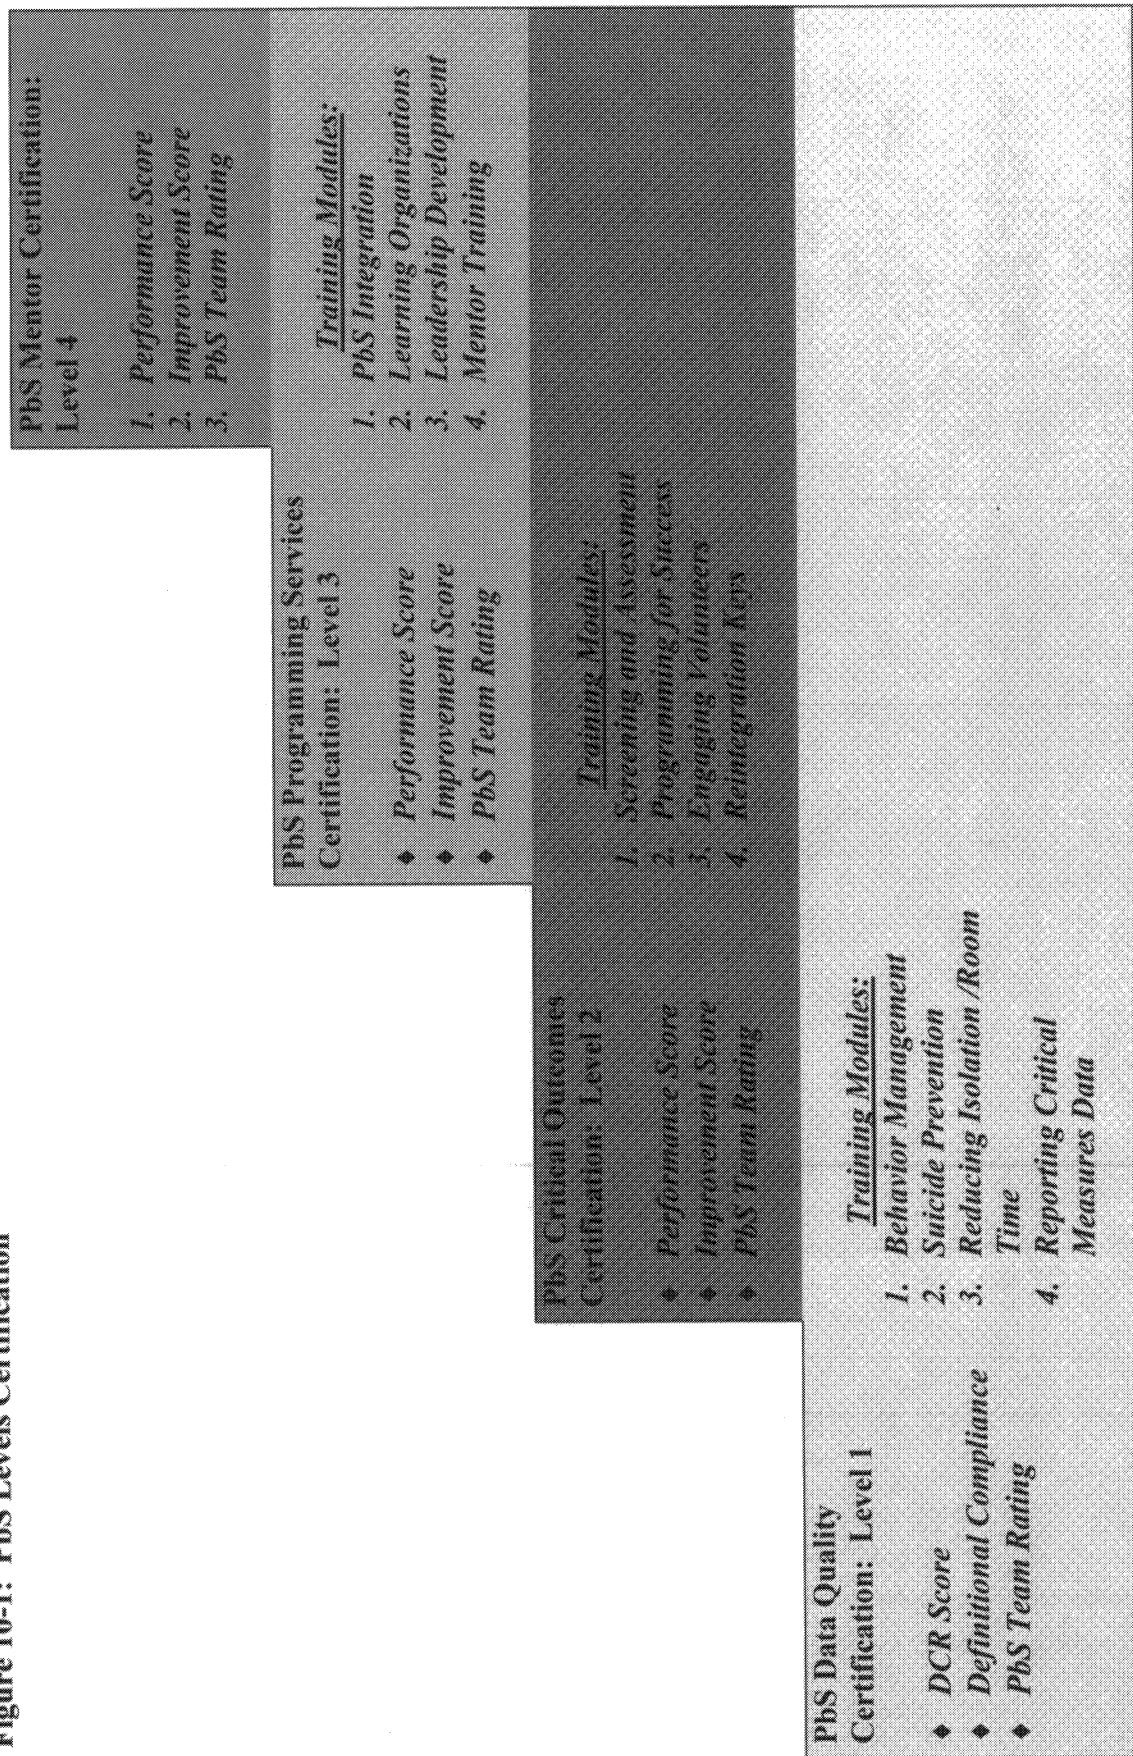 Figure 10-1: PbS Levels Certification
PbS Mentor Certification:
Level 4
1. Performance Score
2. Improvement Score
3. PbS Team Rating
PbS Programming Services
Certification: Level 3
♦ Performance Score
♦ Improvement Score
♦ PbS Team Rating
Training Modules:
1. PbS Integration
2. Learning Organizations
3. Leadership Development
4. Mentor Training
PbS Critical Outcomes
Certification: Level 2
♦ Performance Score
♦ Improvement Score
♦ PbS Team Rating
Training Modules:
1. Screening and Assessment
2. Programming for Success
3. Engaging Volunteers
4. Reintegration Keys
PbS Data Quality
Certification: Level 1
♦ DCR Score
♦ Definitional Compliance
♦ PbS Team Rating
Training Modules:
1. Behavior Management
2. Suicide Prevention
3. Reducing Isolation /Room
Time
4. Reporting Critical
Measures Data